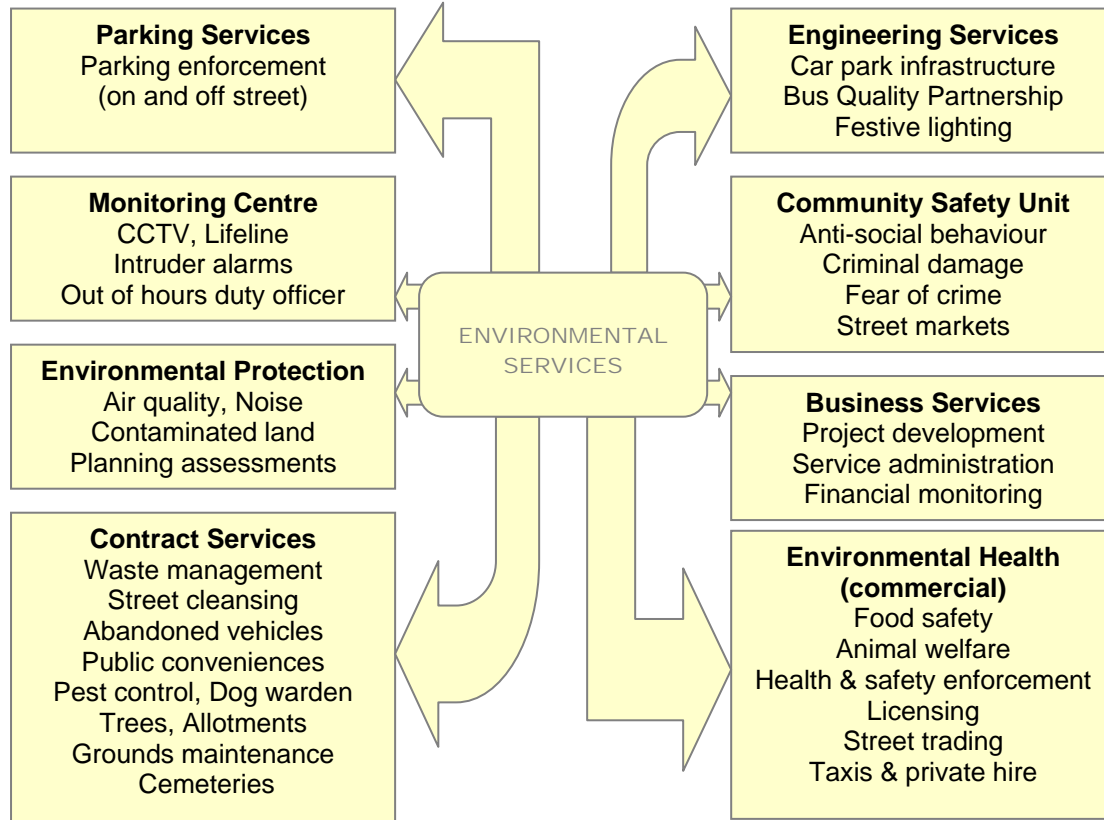 Parking Services
Parking enforcement
(on and off street)
Monitoring Centre
CCTV, Lifeline
Intruder alarms
Out of hours duty officer
Environmental Protection
Air quality, Noise
Contaminated land
Planning assessments
Contract Services
Waste management
Street cleansing
Abandoned vehicles
Public conveniences
Pest control, Dog warden
Trees, Allotments
Grounds maintenance
Cemeteries
ENVIRONMENTAL
SERVICES
Engineering Services
Car park infrastructure
Bus Quality Partnership
Festive lighting
Community Safety Unit
Anti-social behaviour
Criminal damage
Fear of crime
Street markets
Business Services
Project development
Service administration
Financial monitoring
Environmental Health
(commercial)
Food safety
Animal welfare
Health & safety enforcement
Licensing
Street trading
Taxis & private hire